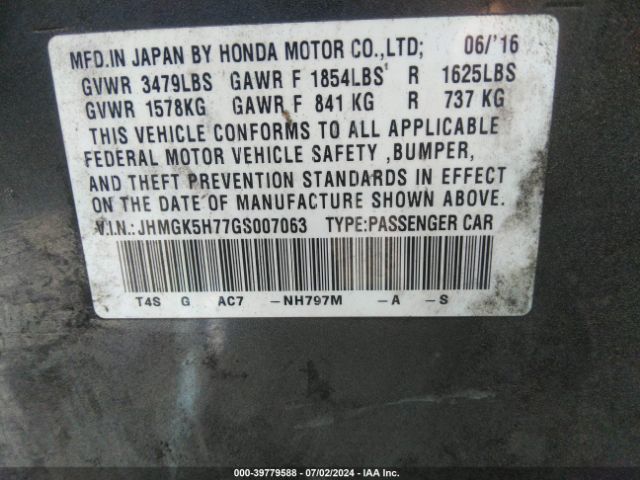 MFD.IN JAPAN BY HONDA MOTOR CO.,LTD; 06/'16
GVWR 3479LBS GAWR F 1854LBS' R 1625LBS
GVWR 1578KG GAWR F 841 KG R 737 KG
THIS VEHICLE CONFORMS TO ALL APPLICABLE
FEDERAL MOTOR VEHICLE SAFETY ,BUMPER,
AND THEFT PREVENTION STANDARDS IN EFFECT
ON THE DATE OF MANUFACTURE SHOWN ABOVE.
V.I.N.:JHMGK5H77GS007063 TYPE:PASSENGER CAR
T4S G AC7 -NH797M -A -S
000-39779588 - 07/02/2024 - IAA Inc.